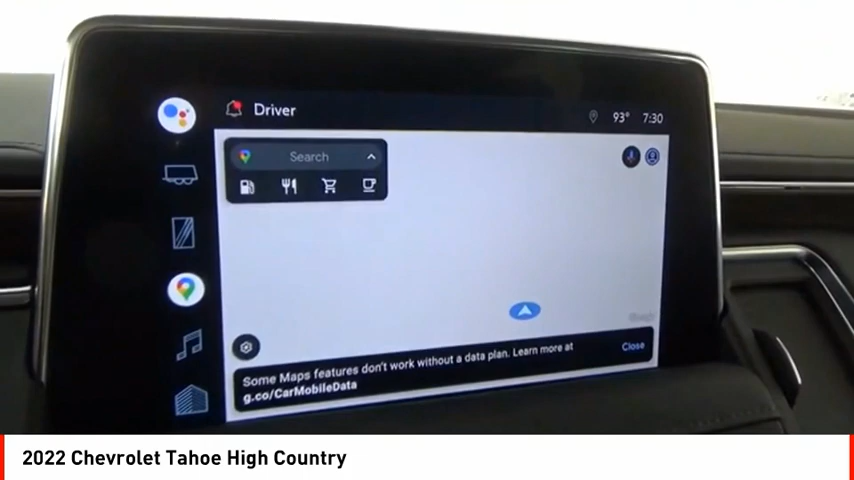 Driver
93° 7:30
Search
Google
Some Maps features don't work without a data plan. Learn more at
g.co/CarMobileData
Close
2022 Chevrolet Tahoe High Country